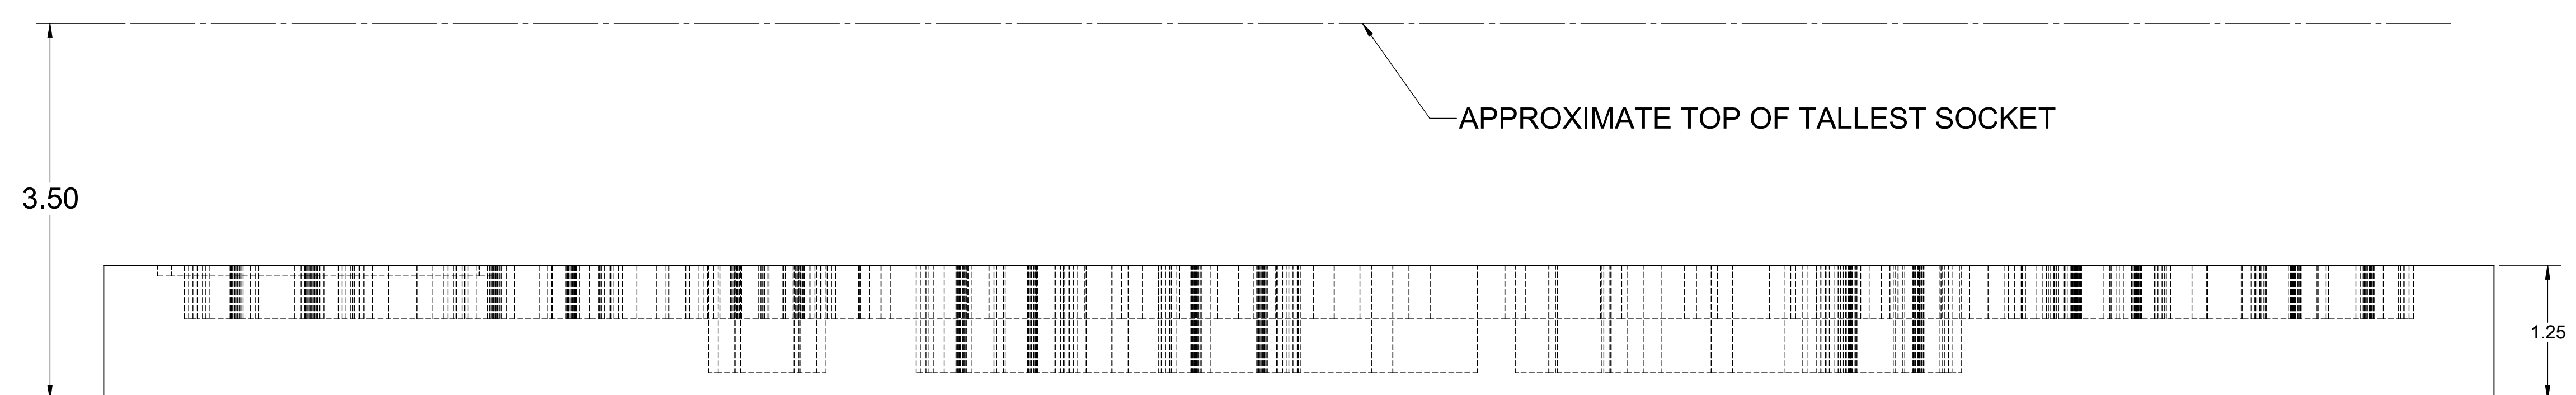 APPROXIMATE TOP OF TALLEST SOCKET
3.50
1.25